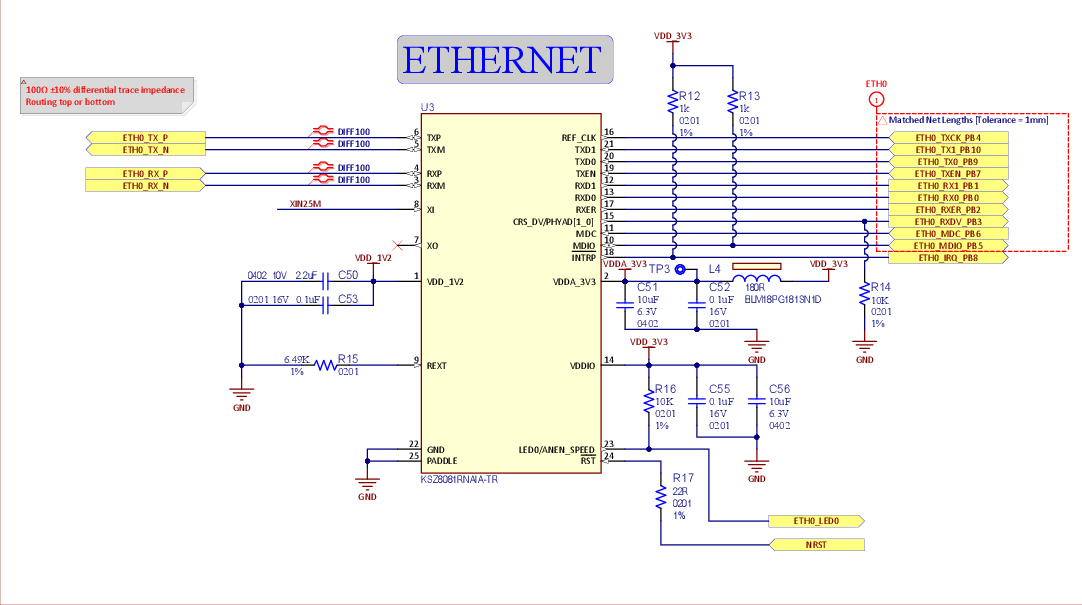 ETHERNET
100Ω ±10% differential trace impedance
Routing top or bottom
VDD_3V3
R12
1k
0201
1%
R13
1k
0201
1%
ETH0
1
Matched Net Lengths [Tolerance = 1mm]
U3
ETH0_TX_P
ETH0_TX_N
ETH0_RX_P
ETH0_RX_N
DIFF100
DIFF100
DIFF100
DIFF100
XIN25M
6 TXP
5 TXM
4 RXP
3 RXM
8 XI
7 XO
1 VDD_1V2
9 REXT
22 GND
25 PADDLE
REF_CLK 16
TXD1 21
TXD0 20
TXEN 19
RXD1 12
RXD0 13
RXER 17
CRS_DV/PHYAD[1_0] 15
MDC 11
MDIO 10
INTRP 18
VDDA_3V3 2
VDDIO 14
LED0/ANEN_SPEED 23
RST 24
ETH0_TXCK_PB4
ETH0_TX1_PB10
ETH0_TX0_PB9
ETH0_TXEN_PB7
ETH0_RX1_PB1
ETH0_RX0_PB0
ETH0_RXER_PB2
ETH0_RXDV_PB3
ETH0_MDC_PB6
ETH0_MDIO_PB5
ETH0_IRQ_PB8
VDD_1V2
0402 10V 2.2uF C50
0201 16V 0.1uF C53
6.49K R15
1% 0201
GND
GND
VDDA_3V3
TP3
L4
180R
BLM18PG181SN1D
VDD_3V3
C51
10uF
6.3V
0402
C52
0.1uF
16V
0201
GND
R14
10K
0201
1%
GND
VDD_3V3
R16
10K
0201
1%
C55
0.1uF
16V
0201
C56
10uF
6.3V
0402
GND
KSZ8081RNAIA-TR
R17
22R
0201
1%
ETH0_LED0
NRST